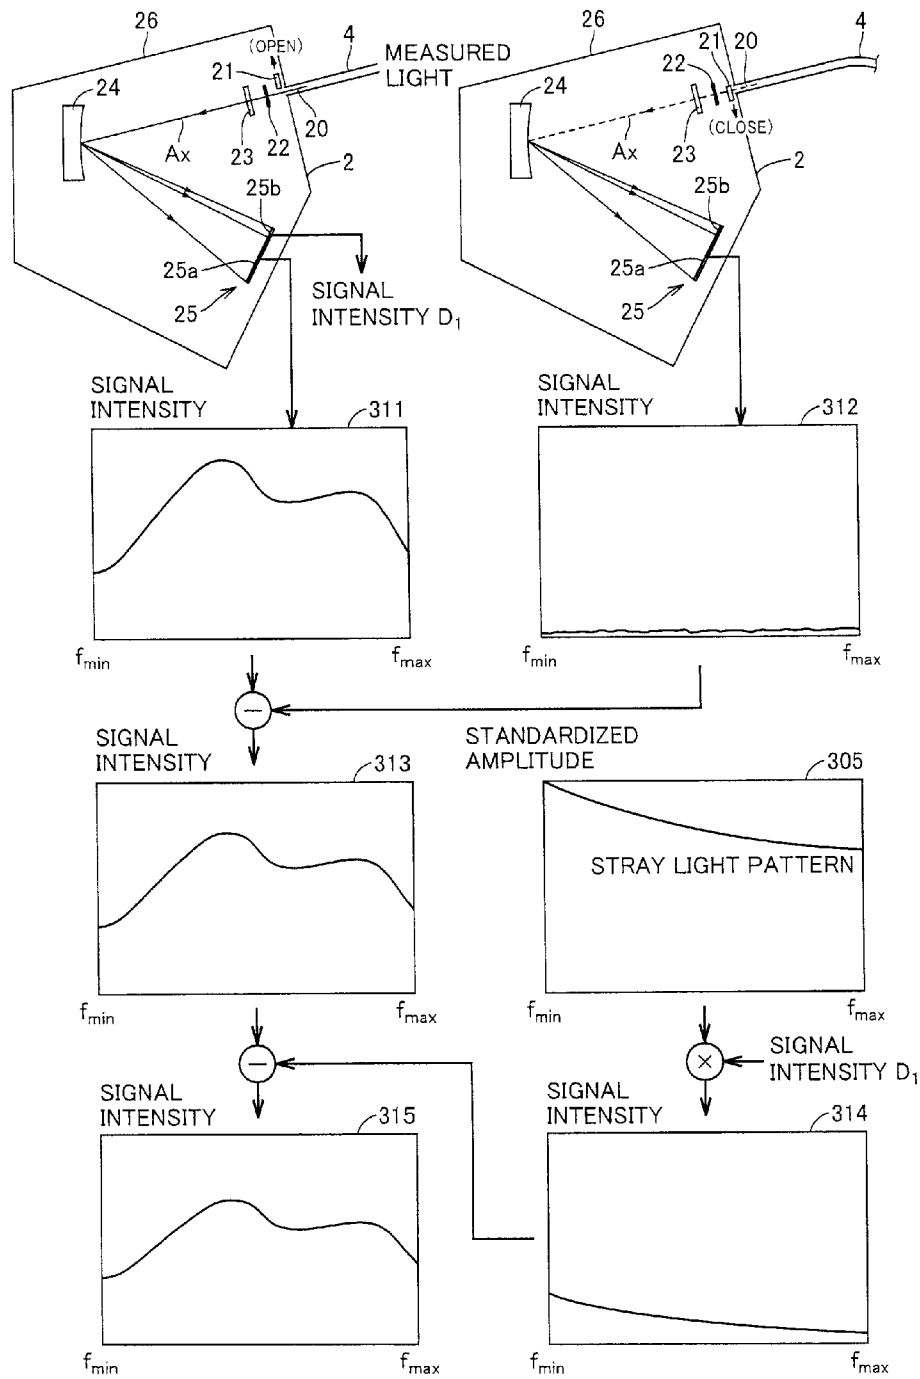 26
(OPEN)
4
MEASURED
LIGHT
21
24
20
23
22
Ax
2
25b
25a
25
SIGNAL
INTENSITY D₁
26
4
21
20
22
24
(CLOSE)
23
Ax
2
25b
25a
25
SIGNAL
INTENSITY
311
fmin
fmax
SIGNAL
INTENSITY
312
fmin
fmax
−
SIGNAL
INTENSITY
313
fmin
fmax
STANDARDIZED
AMPLITUDE
305
STRAY LIGHT PATTERN
fmin
fmax
−
×
SIGNAL
INTENSITY D₁
SIGNAL
INTENSITY
315
fmin
fmax
SIGNAL
INTENSITY
314
fmin
fmax